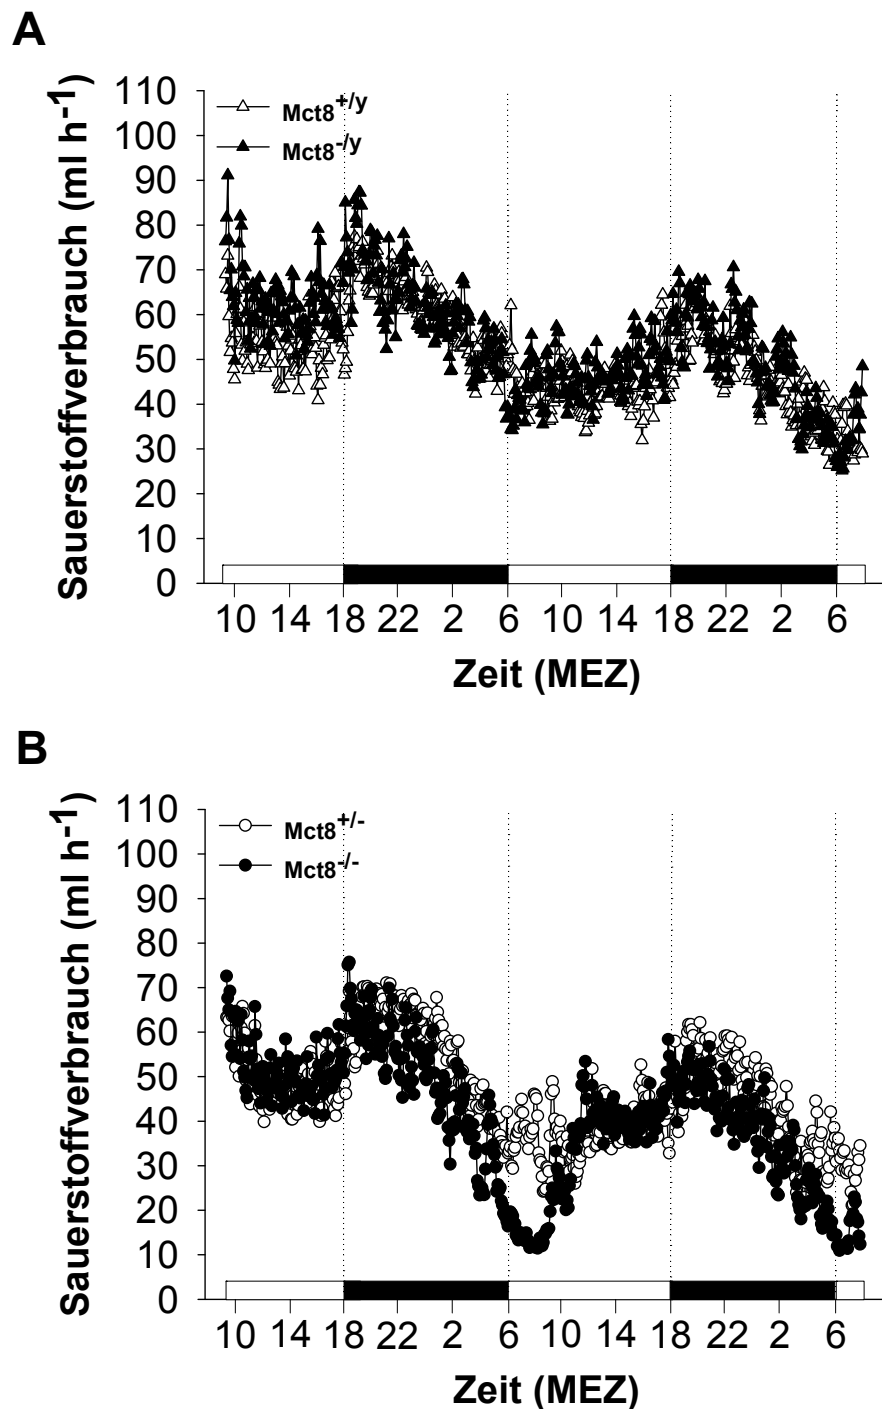 A
Sauerstoffverbrauch (ml h-1)
110
100
90
80
70
60
50
40
30
20
10
0
Mct8+/y
Mct8-/y
10 14 18 22 2 6 10 14 18 22 2 6
Zeit (MEZ)
B
Sauerstoffverbrauch (ml h-1)
110
100
90
80
70
60
50
40
30
20
10
0
Mct8+/-
Mct8-/-
10 14 18 22 2 6 10 14 18 22 2 6
Zeit (MEZ)